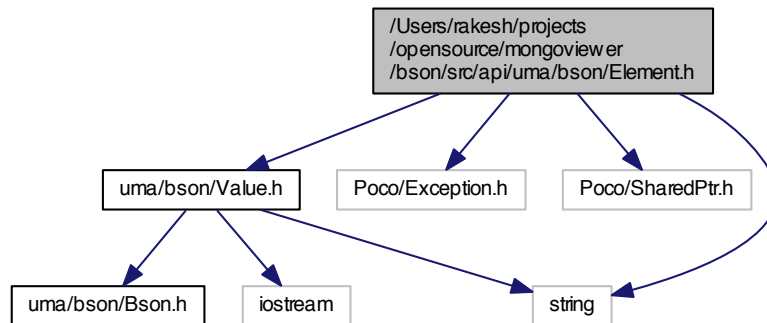 /Users/rakesh/projects
/opensource/mongoviewer
/bson/src/api/uma/bson/Element.h
uma/bson/Value.h
Poco/Exception.h
Poco/SharedPtr.h
uma/bson/Bson.h
iostream
string